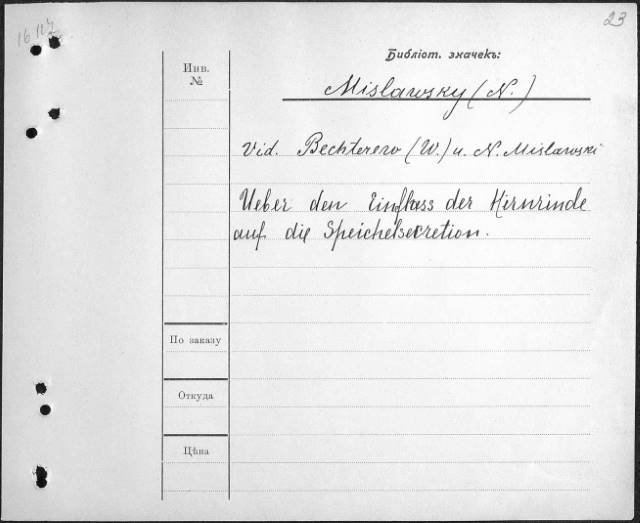 23
Библіот. значекъ:
Инв.
№
Mislawsky (N.)
Vid. Bechterew (W.) u. N. Mislawski
Ueber den Einfluss der Hirnrinde
auf die Speichelsecretion.
По заказу
Откуда
Цѣна